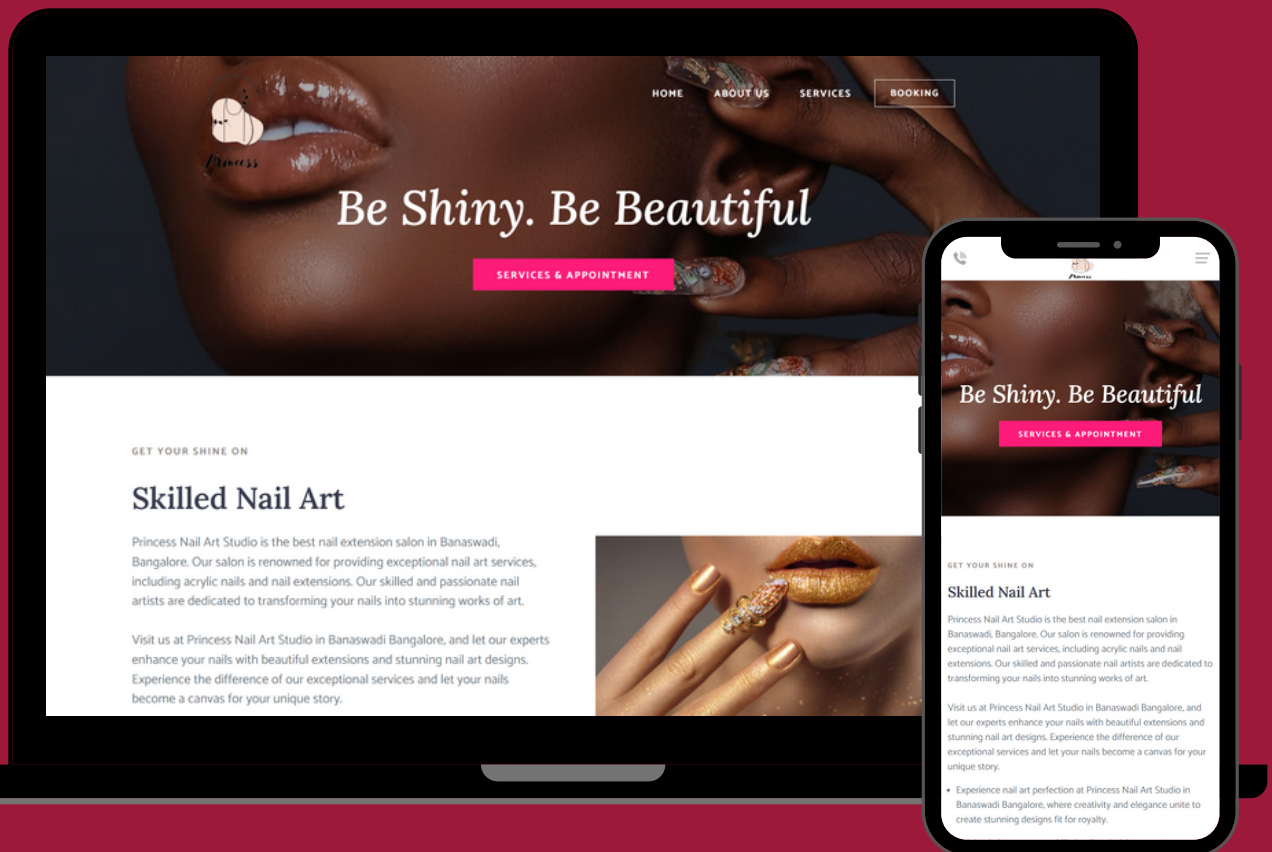 HOME ABOUT US SERVICES BOOKING
Princess
Be Shiny. Be Beautiful
SERVICES & APPOINTMENT
GET YOUR SHINE ON
Skilled Nail Art
Princess Nail Art Studio is the best nail extension salon in Banaswadi,
Bangalore. Our salon is renowned for providing exceptional nail art services,
including acrylic nails and nail extensions. Our skilled and passionate nail
artists are dedicated to transforming your nails into stunning works of art.
Visit us at Princess Nail Art Studio in Banaswadi Bangalore, and let our experts
enhance your nails with beautiful extensions and stunning nail art designs.
Experience the difference of our exceptional services and let your nails
become a canvas for your unique story.
Princess
Be Shiny. Be Beautiful
SERVICES & APPOINTMENT
GET YOUR SHINE ON
Skilled Nail Art
Princess Nail Art Studio is the best nail extension salon in
Banaswadi, Bangalore. Our salon is renowned for providing
exceptional nail art services, including acrylic nails and nail
extensions. Our skilled and passionate nail artists are dedicated to
transforming your nails into stunning works of art.
Visit us at Princess Nail Art Studio in Banaswadi Bangalore, and
let our experts enhance your nails with beautiful extensions and
stunning nail art designs. Experience the difference of our
exceptional services and let your nails become a canvas for your
unique story.
• Experience nail art perfection at Princess Nail Art Studio in
Banaswadi Bangalore, where creativity and elegance unite to
create stunning designs fit for royalty.